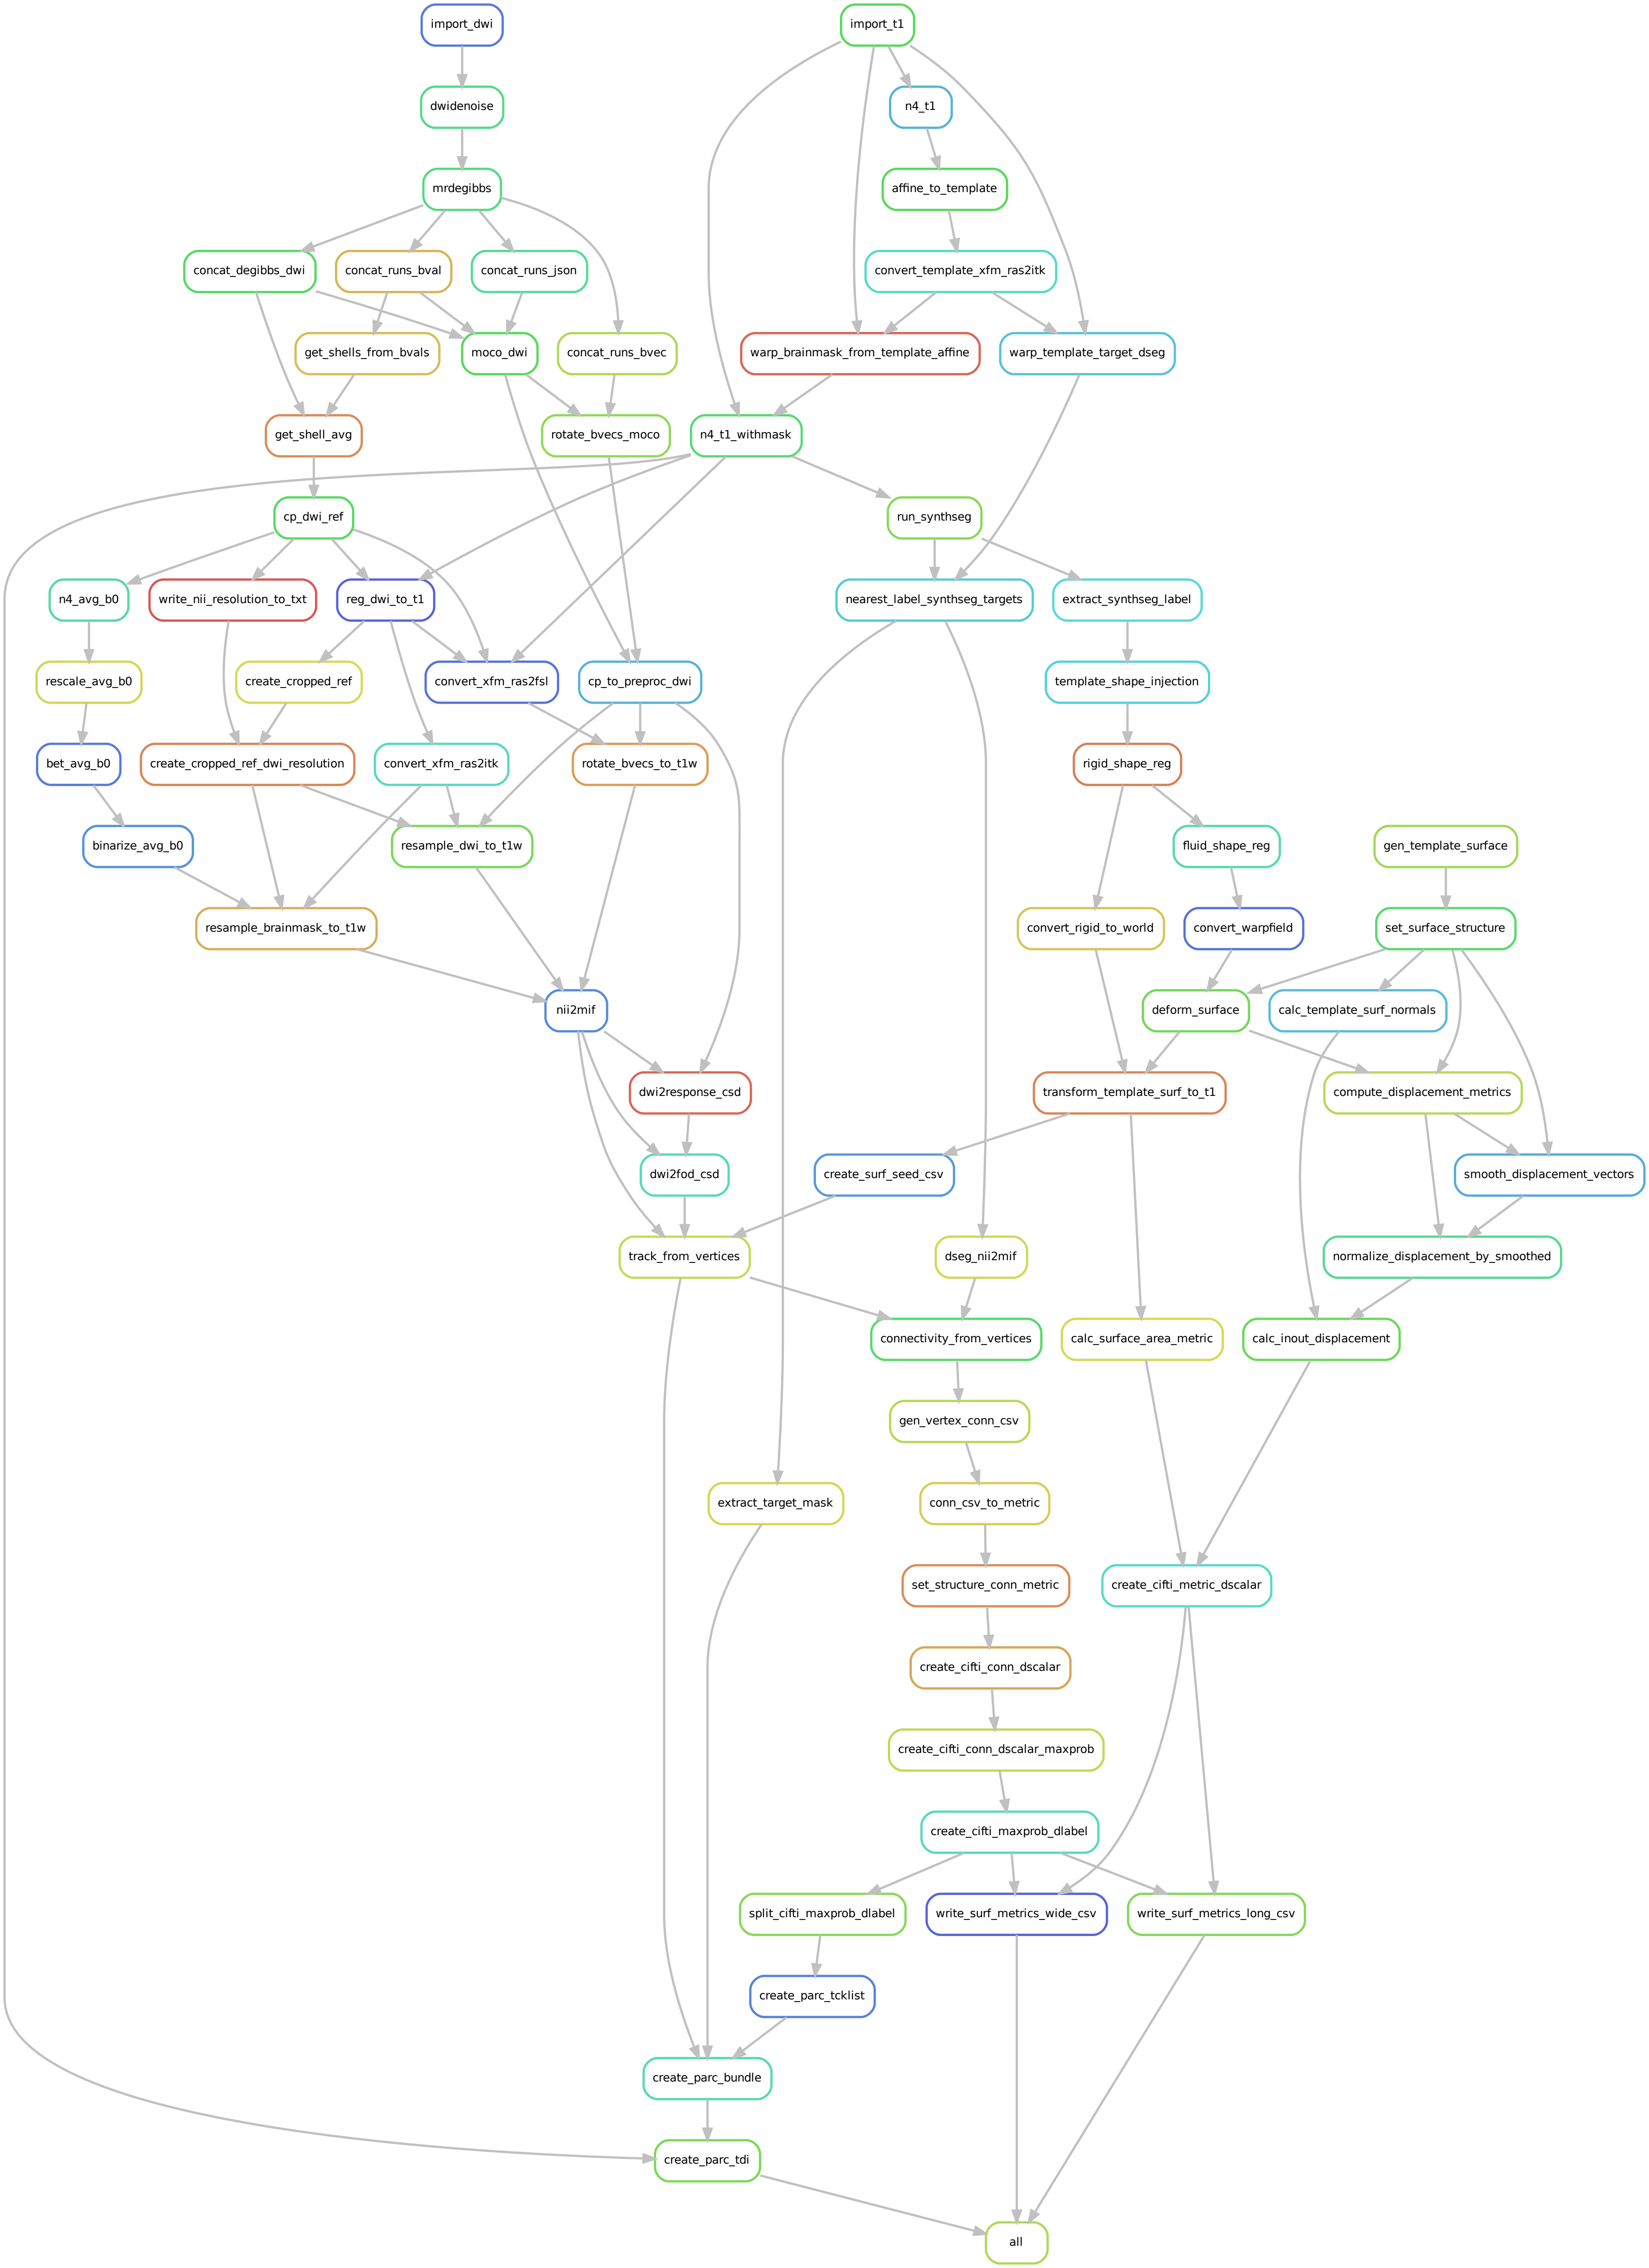 import_dwi
import_t1
dwidenoise
n4_t1
mrdegibbs
affine_to_template
concat_degibbs_dwi
concat_runs_bval
concat_runs_json
convert_template_xfm_ras2itk
get_shells_from_bvals
moco_dwi
concat_runs_bvec
warp_brainmask_from_template_affine
warp_template_target_dseg
get_shell_avg
rotate_bvecs_moco
n4_t1_withmask
cp_dwi_ref
run_synthseg
n4_avg_b0
write_nii_resolution_to_txt
reg_dwi_to_t1
nearest_label_synthseg_targets
extract_synthseg_label
rescale_avg_b0
create_cropped_ref
convert_xfm_ras2fsl
cp_to_preproc_dwi
template_shape_injection
bet_avg_b0
create_cropped_ref_dwi_resolution
convert_xfm_ras2itk
rotate_bvecs_to_t1w
rigid_shape_reg
binarize_avg_b0
resample_dwi_to_t1w
fluid_shape_reg
gen_template_surface
resample_brainmask_to_t1w
convert_rigid_to_world
convert_warpfield
set_surface_structure
nii2mif
deform_surface
calc_template_surf_normals
dwi2response_csd
transform_template_surf_to_t1
compute_displacement_metrics
dwi2fod_csd
create_surf_seed_csv
smooth_displacement_vectors
track_from_vertices
dseg_nii2mif
normalize_displacement_by_smoothed
connectivity_from_vertices
calc_surface_area_metric
calc_inout_displacement
gen_vertex_conn_csv
extract_target_mask
conn_csv_to_metric
set_structure_conn_metric
create_cifti_metric_dscalar
create_cifti_conn_dscalar
create_cifti_conn_dscalar_maxprob
create_cifti_maxprob_dlabel
split_cifti_maxprob_dlabel
write_surf_metrics_wide_csv
write_surf_metrics_long_csv
create_parc_tcklist
create_parc_bundle
create_parc_tdi
all